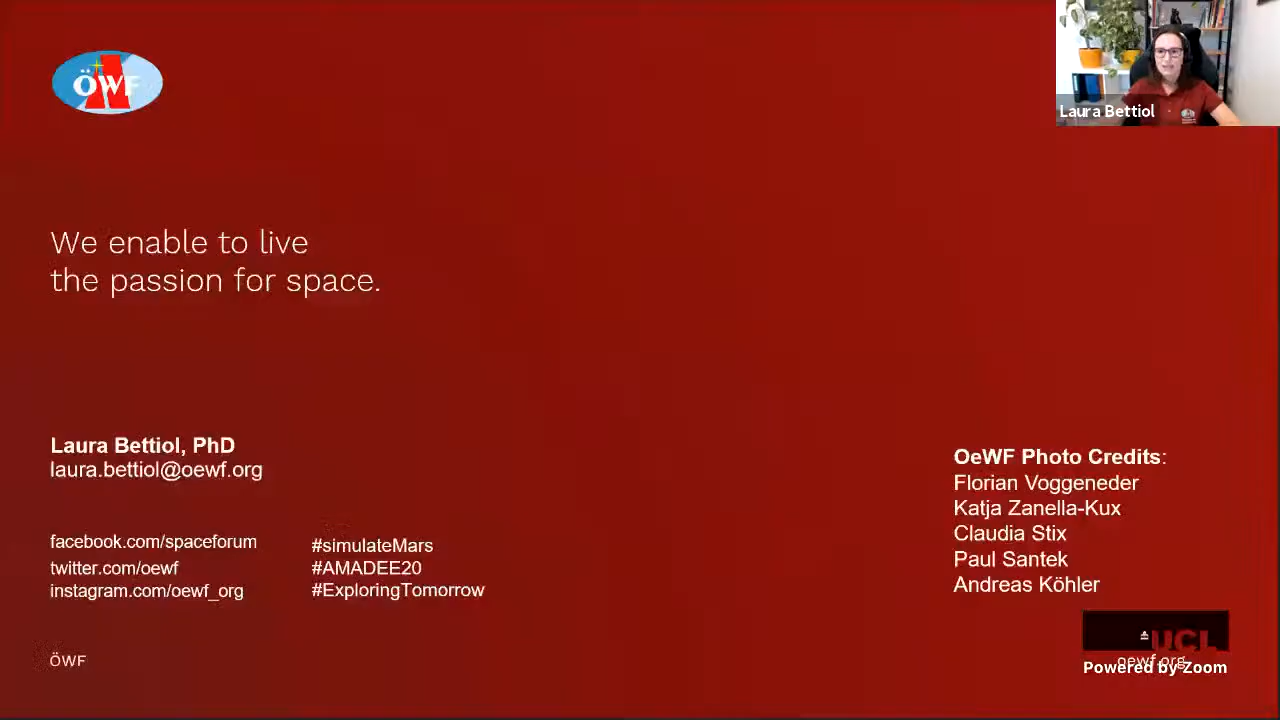 ÖWF
Laura Bettiol
We enable to live
the passion for space.
Laura Bettiol, PhD
laura.bettiol@oewf.org
facebook.com/spaceforum
twitter.com/oewf
instagram.com/oewf_org
#simulateMars
#AMADEE20
#ExploringTomorrow
OeWF Photo Credits:
Florian Voggeneder
Katja Zanella-Kux
Claudia Stix
Paul Santek
Andreas Köhler
ÖWF
UCL
oewf.org
Powered by Zoom